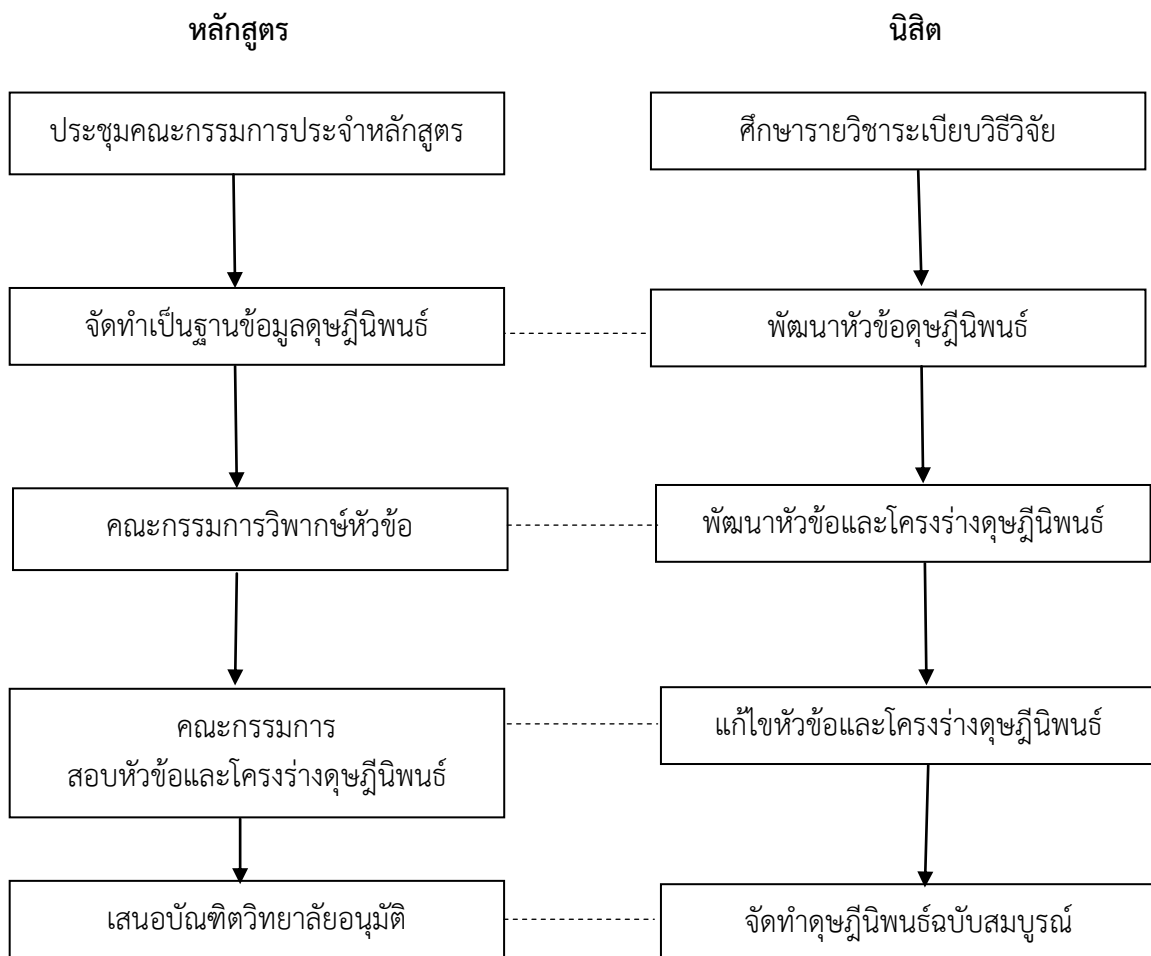 หลักสูตร
นิสิต
ประชุมคณะกรรมการประจำหลักสูตร
ศึกษารายวิชาระเบียบวิธีวิจัย
จัดทำเป็นฐานข้อมูลดุษฎีนิพนธ์
พัฒนาหัวข้อดุษฎีนิพนธ์
คณะกรรมการวิพากษ์หัวข้อ
พัฒนาหัวข้อและโครงร่างดุษฎีนิพนธ์
คณะกรรมการ
สอบหัวข้อและโครงร่างดุษฎีนิพนธ์
แก้ไขหัวข้อและโครงร่างดุษฎีนิพนธ์
เสนอบัณฑิตวิทยาลัยอนุมัติ
จัดทำดุษฎีนิพนธ์ฉบับสมบูรณ์